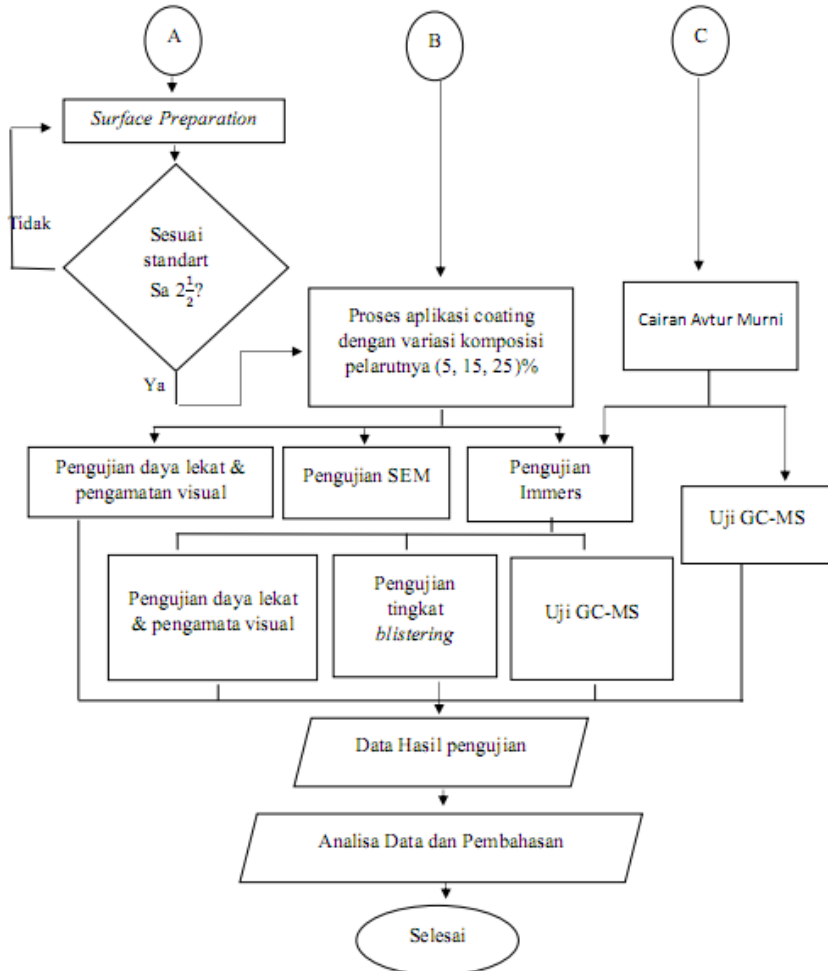 A
B
C
Surface Preparation
Tidak
Sesuai
standart
Sa 2½?
Ya
Proses aplikasi coating
dengan variasi komposisi
pelarutnya (5, 15, 25)%
Cairan Avtur Murni
Pengujian daya lekat &
pengamatan visual
Pengujian SEM
Pengujian
Immers
Uji GC-MS
Pengujian daya lekat
& pengamata visual
Pengujian
tingkat
blistering
Uji GC-MS
Data Hasil pengujian
Analisa Data dan Pembahasan
Selesai